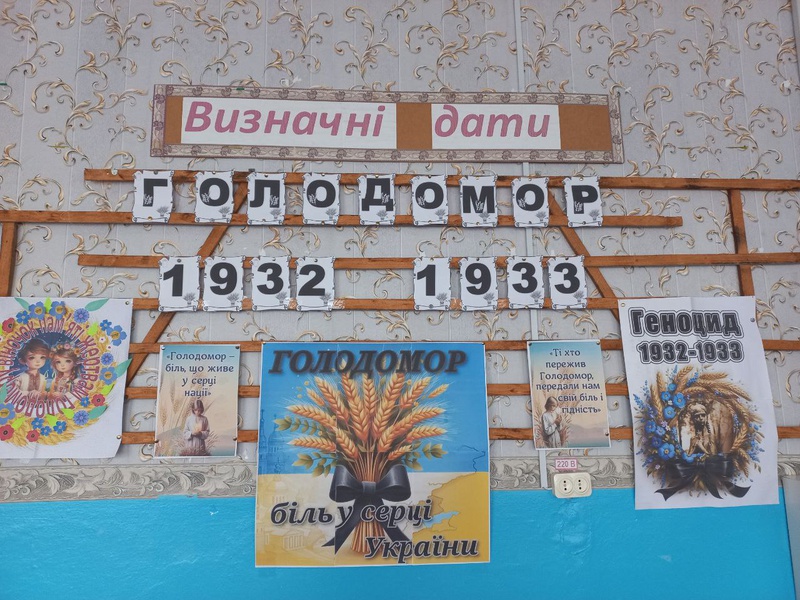 Визначні дати
ГОЛОДОМОР
1932 1933
«Голодомор –
біль, що живе
у серці
нації»
ГОЛОДОМОР
біль у серці
України
«Ті хто
пережив
Голодомор,
передали нам
свій біль і
гідність»
220 В
Геноцид
1932-1933